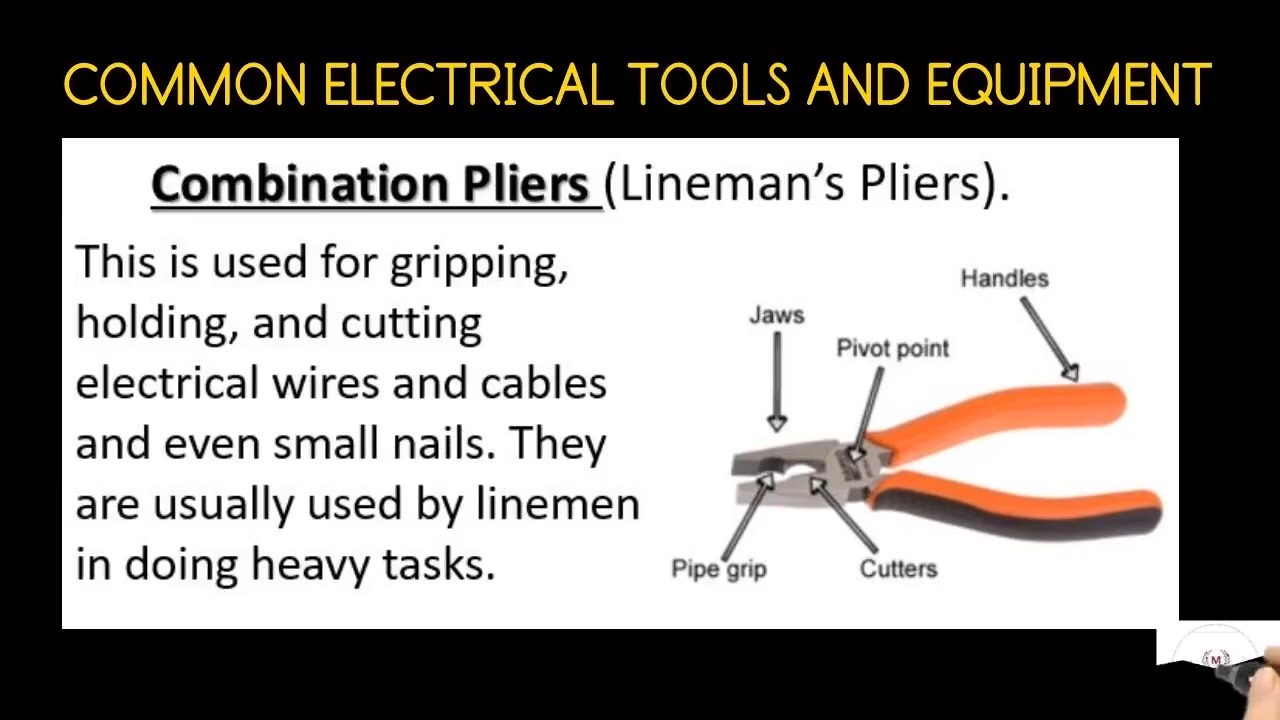 COMMON ELECTRICAL TOOLS AND EQUIPMENT
Combination Pliers (Lineman’s Pliers).
This is used for gripping,
holding, and cutting
electrical wires and cables
and even small nails. They
are usually used by linemen
in doing heavy tasks.
Handles
Jaws
Pivot point
Pipe grip
Cutters
M